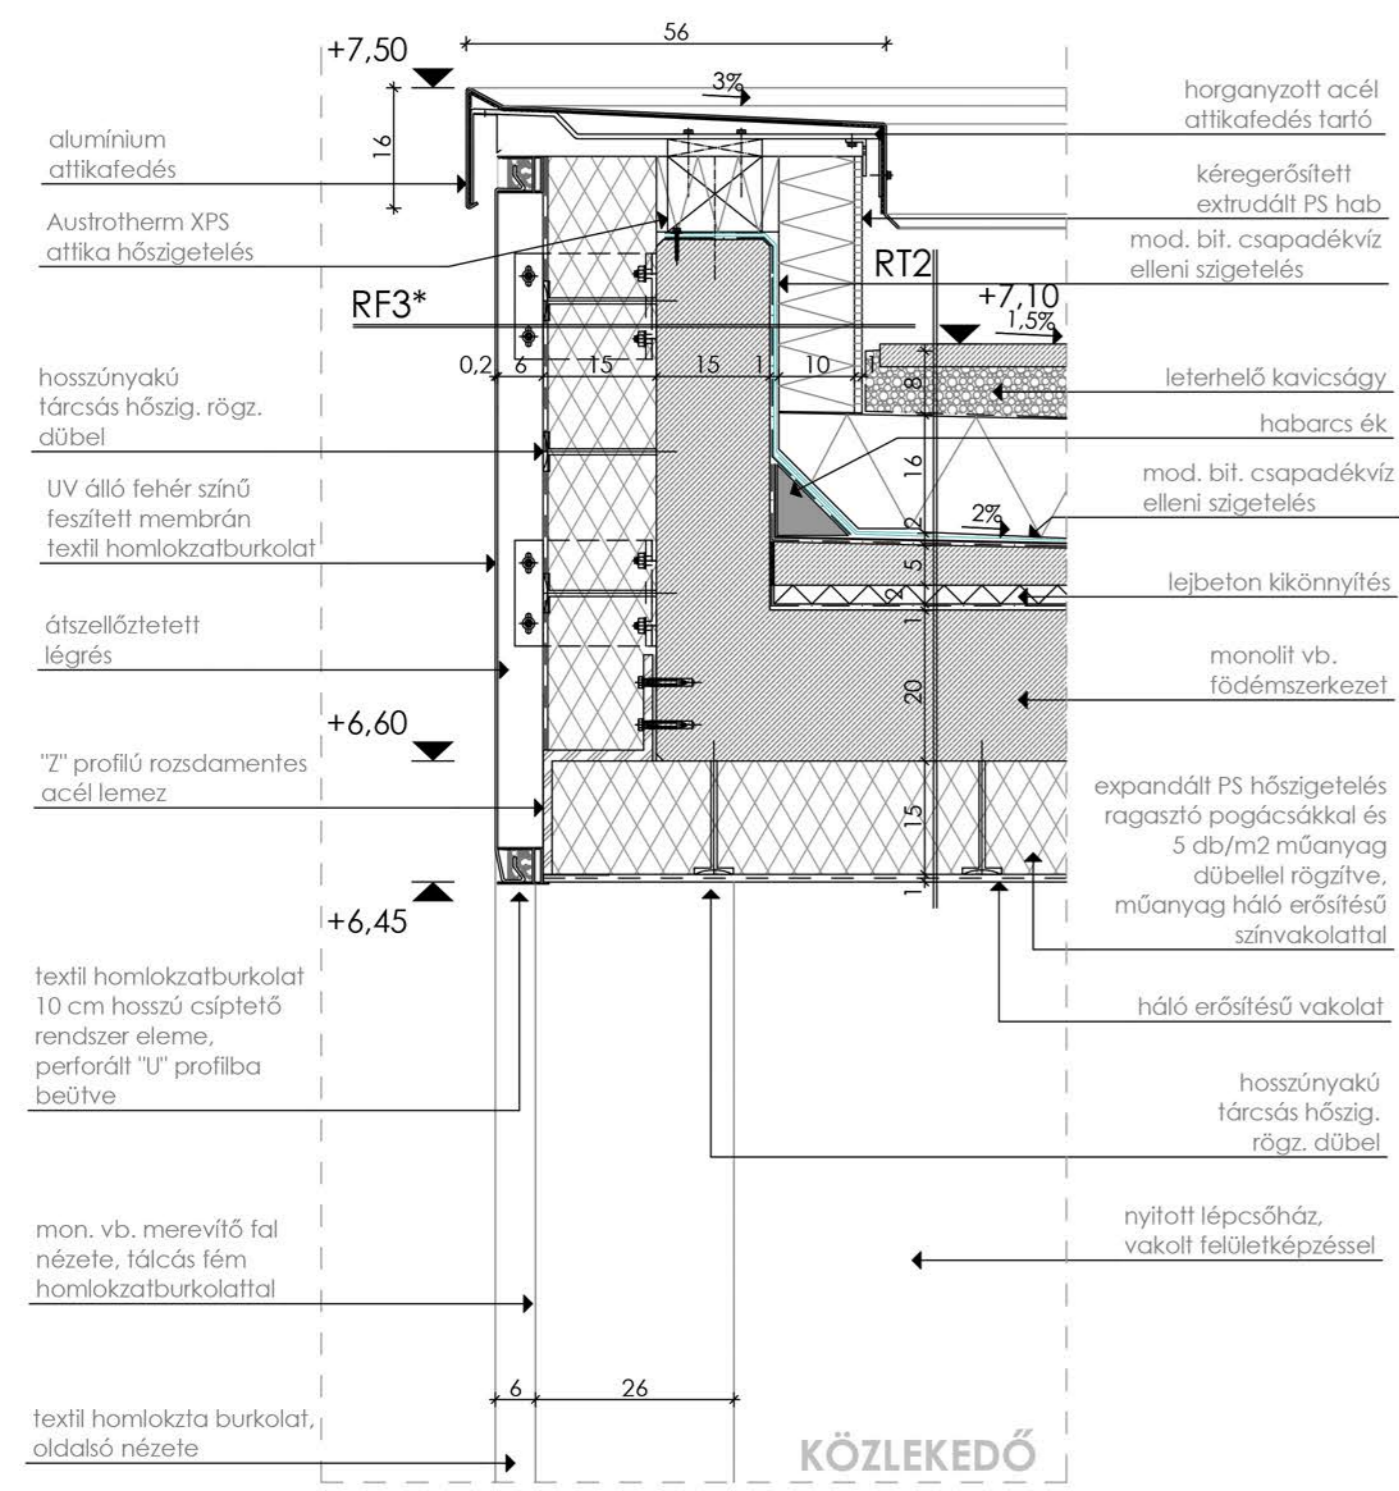 56
+7,50
3%
16
alumínium
attikafedés
Austrotherm XPS
attika hőszigetelés
horganyzott acél
attikafedés tartó
kéregerősített
extrudált PS hab
mod. bit. csapadékvíz
elleni szigetelés
RT2
RF3*
+7,10
1,5%
0,2 6 15 15 1 10 1
8
leterhelő kavicságy
hosszúnyakú
tárcsás hőszig. rögz.
dübel
habarcs ék
16
mod. bit. csapadékvíz
elleni szigetelés
UV álló fehér színű
feszített membrán
textil homlokzatburkolat
2
2%
5
lejbeton kikönnyítés
2
1
átszellőztetett
légrés
monolit vb.
födémszerkezet
20
+6,60
"Z" profilú rozsdamentes
acél lemez
expandált PS hőszigetelés
ragasztó pogácsákkal és
5 db/m2 műanyag
dübellel rögzítve,
műanyag háló erősítésű
színvakolattal
15
1
+6,45
textil homlokzatburkolat
10 cm hosszú csíptető
rendszer eleme,
perforált "U" profilba
beütve
háló erősítésű vakolat
hosszúnyakú
tárcsás hőszig.
rögz. dübel
mon. vb. merevítő fal
nézete, tálcás fém
homlokzatburkolattal
nyitott lépcsőház,
vakolt felületképzéssel
6 26
textil homlokzta burkolat,
oldalsó nézete
KÖZLEKEDŐ